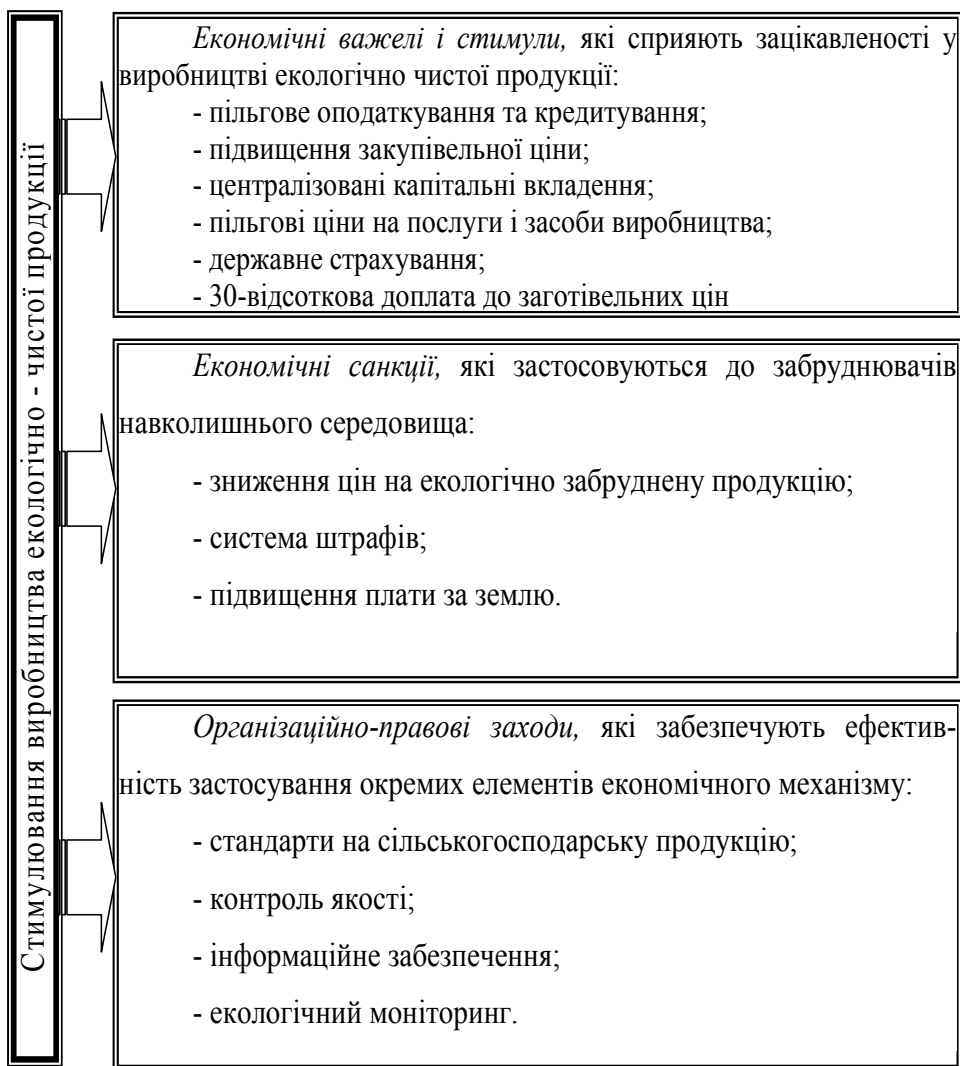 Стимулювання виробництва екологічно - чистої продукції
Економічні важелі і стимули, які сприяють зацікавленості у
виробництві екологічно чистої продукції:
- пільгове оподаткування та кредитування;
- підвищення закупівельної ціни;
- централізовані капітальні вкладення;
- пільгові ціни на послуги і засоби виробництва;
- державне страхування;
- 30-відсоткова доплата до заготівельних цін
Економічні санкції, які застосовуються до забруднювачів
навколишнього середовища:
- зниження цін на екологічно забруднену продукцію;
- система штрафів;
- підвищення плати за землю.
Організаційно-правові заходи, які забезпечують ефектив-
ність застосування окремих елементів економічного механізму:
- стандарти на сільськогосподарську продукцію;
- контроль якості;
- інформаційне забезпечення;
- екологічний моніторинг.